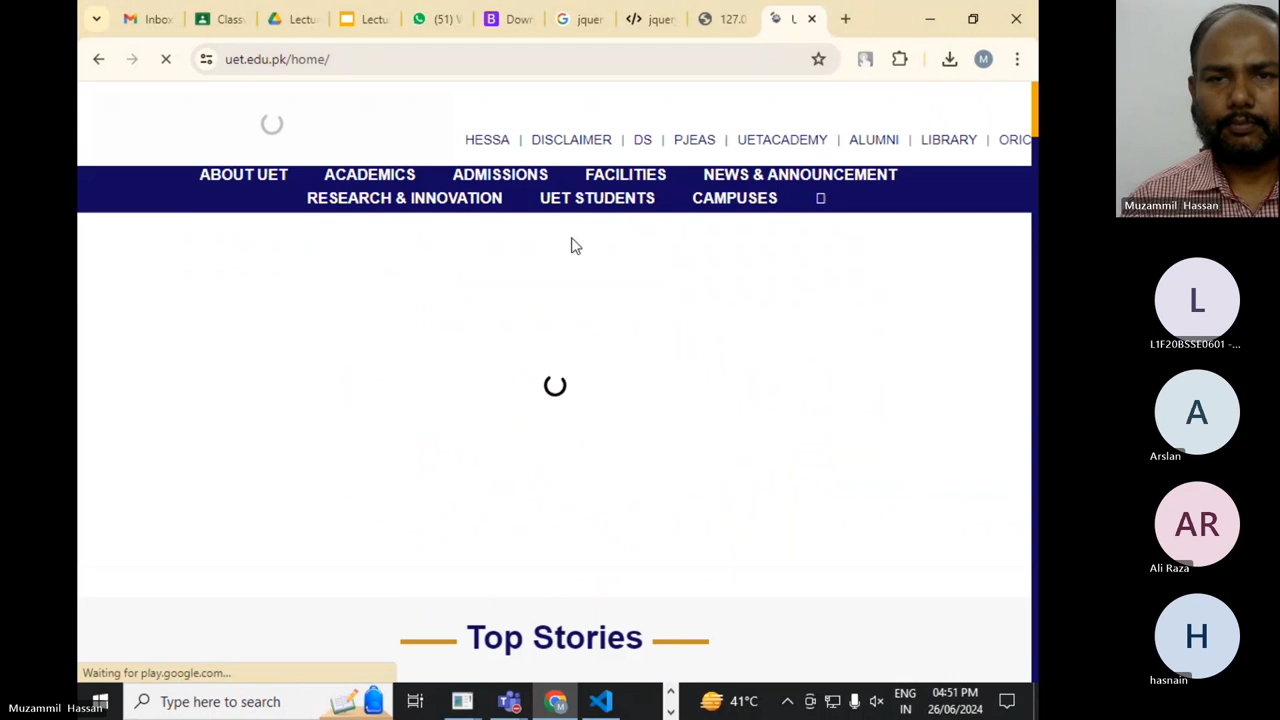 Inbox
Class
Lectu
Lectu
(51) W
B Down
jquer
jquer
127.0
L
uet.edu.pk/home/
M
HESSA | DISCLAIMER | DS | PJEAS | UETACADEMY | ALUMNI | LIBRARY | ORIC
ABOUT UET ACADEMICS ADMISSIONS FACILITIES NEWS & ANNOUNCEMENT
RESEARCH & INNOVATION UET STUDENTS CAMPUSES
Top Stories
Waiting for play.google.com...
Type here to search
41°C
ENG
IN
04:51 PM
26/06/2024
Muzammil Hassan
Muzammil Hassan
L
L1F20BSSE0601 -...
A
Arslan
AR
Ali Raza
H
hasnain